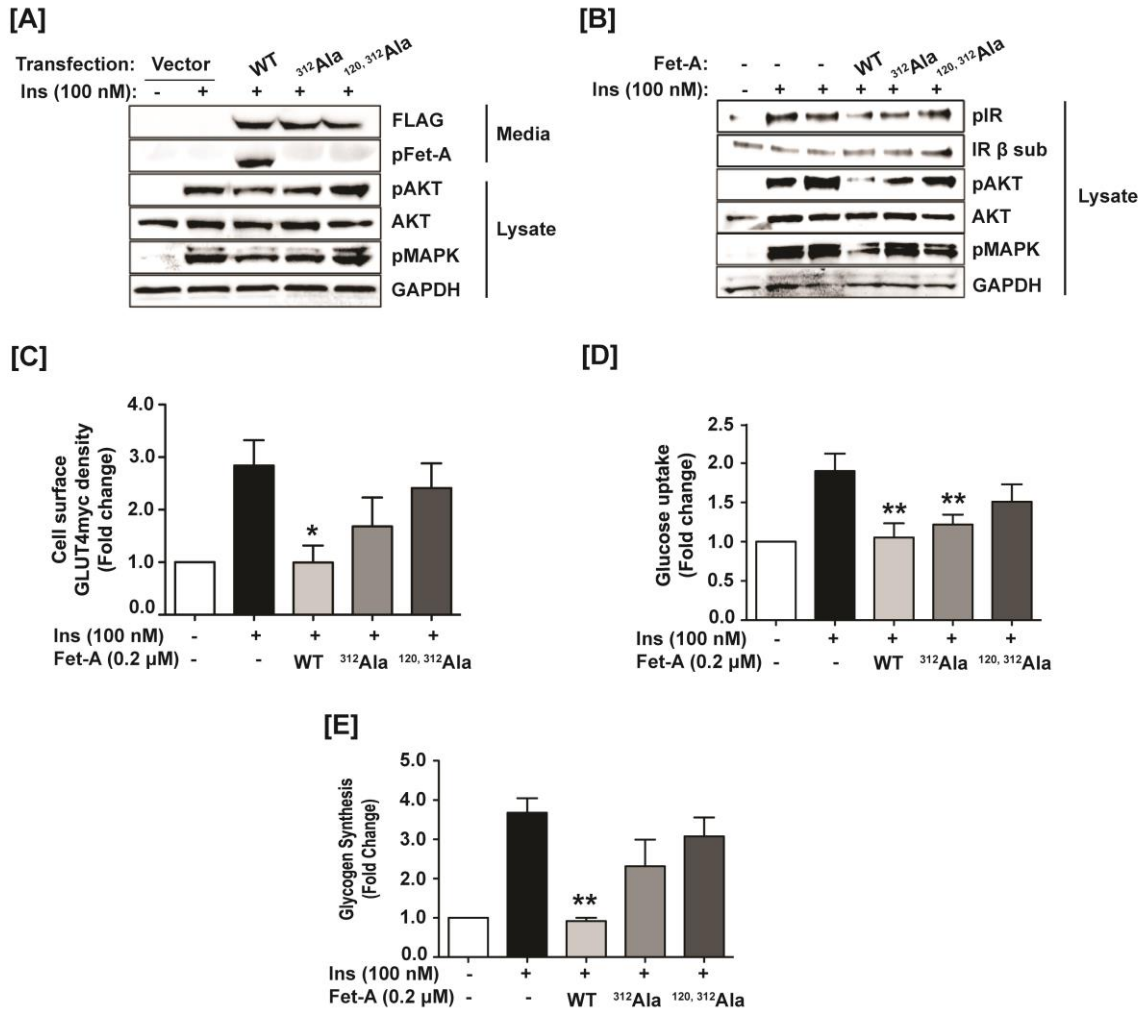 [A]
Transfection: Vector WT ³¹²Ala ¹²⁰, ³¹²Ala
Ins (100 nM): - + + + +
FLAG
pFet-A
Media
pAKT
AKT
pMAPK
GAPDH
Lysate
[B]
Fet-A: - - - WT ³¹²Ala ¹²⁰, ³¹²Ala
Ins (100 nM): - + + + + +
pIR
IR β sub
pAKT
AKT
pMAPK
GAPDH
Lysate
[C]
Cell surface
GLUT4myc density
(Fold change)
4.0
3.0
2.0
1.0
0.0
*
Ins (100 nM) - + + + +
Fet-A (0.2 μM) - - WT ³¹²Ala ¹²⁰, ³¹²Ala
[D]
Glucose uptake
(Fold change)
2.5
2.0
1.5
1.0
0.5
0.0
** **
Ins (100 nM) - + + + +
Fet-A (0.2 μM) - - WT ³¹²Ala ¹²⁰, ³¹²Ala
[E]
Glycogen Synthesis
(Fold Change)
5.0
4.0
3.0
2.0
1.0
0.0
**
Ins (100 nM) - + + + +
Fet-A (0.2 μM) - - WT ³¹²Ala ¹²⁰, ³¹²Ala